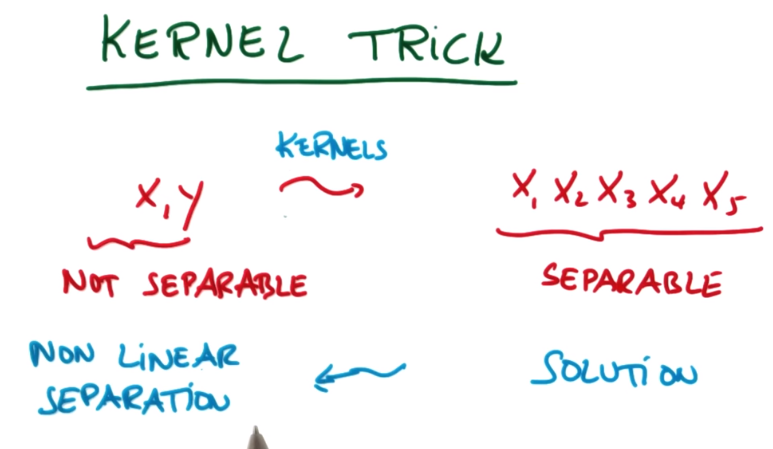 KERNEL TRICK
KERNELS
x, y
x₁ x₂ x₃ x₄ x₅
NOT SEPARABLE
SEPARABLE
NON LINEAR
SEPARATION
SOLUTION